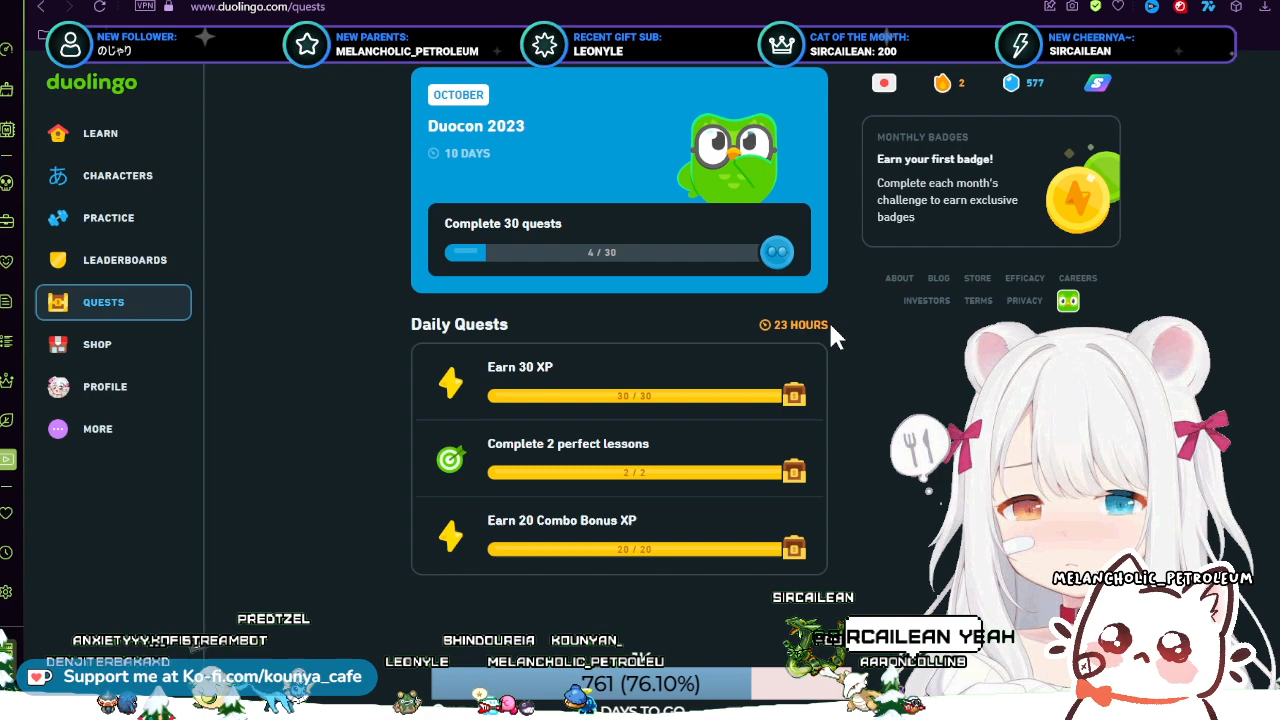 VPN
www.duolingo.com/quests
NEW FOLLOWER:
のじゃり
NEW PARENTS:
MELANCHOLIC_PETROLEUM
RECENT GIFT SUB:
LEONYLE
CAT OF THE MONTH:
SIRCAILEAN: 200
NEW CHEERNYA~:
SIRCAILEAN
duolingo
LEARN
あ CHARACTERS
PRACTICE
LEADERBOARDS
QUESTS
SHOP
PROFILE
MORE
OCTOBER
Duocon 2023
10 DAYS
Complete 30 quests
4 / 30
Daily Quests
23 HOURS
Earn 30 XP
30 / 30
Complete 2 perfect lessons
2 / 2
Earn 20 Combo Bonus XP
20 / 20
2
577
S
MONTHLY BADGES
Earn your first badge!
Complete each month's
challenge to earn exclusive
badges
ABOUT BLOG STORE EFFICACY CAREERS
INVESTORS TERMS PRIVACY
MELANCHOLIC_PETROLEUM
SIRCAILEAN
PREDTZEL
SHINDOUREIA KOUNYAN_
SIRCAILEAN YEAH
LEONYLE MELANCHOLIC_PETROLEU
AARONLOLLINS
Support me at Ko-fi.com/kounya_cafe
761 (76.10%)
DAYS TO GO